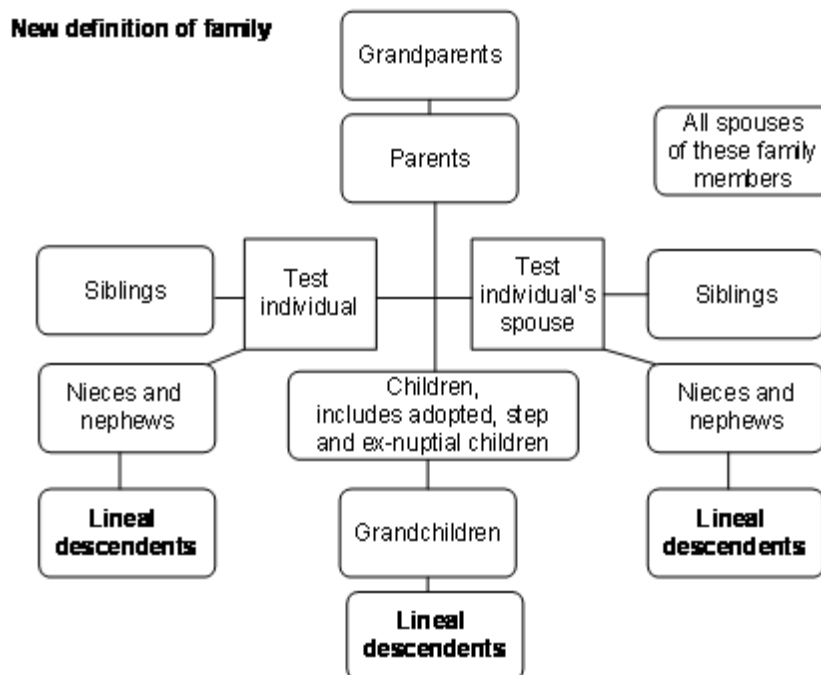 New definition of family
Grandparents
Parents
All spouses
of these family
members
Siblings
Test
individual
Test
individual's
spouse
Siblings
Nieces and
nephews
Children,
includes adopted, step
and ex-nuptial children
Nieces and
nephews
Lineal
descendents
Grandchildren
Lineal
descendents
Lineal
descendents